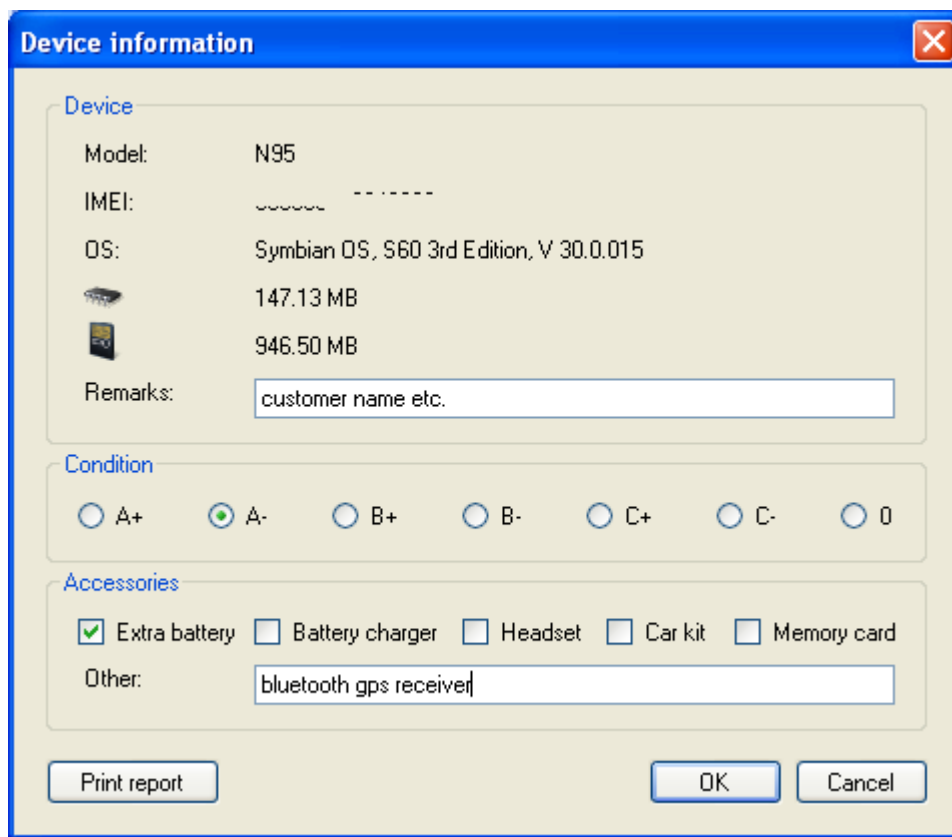 Device information
Device
Model: N95
IMEI:
OS: Symbian OS, S60 3rd Edition, V 30.0.015
147.13 MB
946.50 MB
Remarks: customer name etc.
Condition
A+ A- B+ B- C+ C- 0
Accessories
Extra battery Battery charger Headset Car kit Memory card
Other: bluetooth gps receiver
Print report OK Cancel